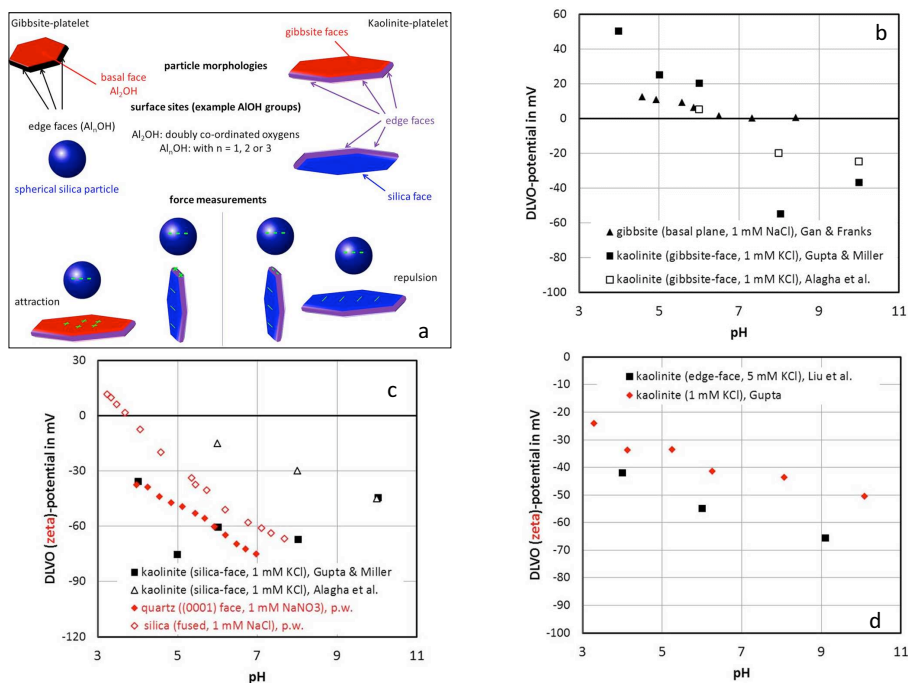 Gibbsite-platelet
Kaolinite-platelet
gibbsite faces
basal face
Al2OH
particle morphologies
surface sites (example AlOH groups)
edge faces
edge faces (AlnOH)
Al2OH: doubly co-ordinated oxygens
AlnOH: with n = 1, 2 or 3
spherical silica particle
silica face
force measurements
attraction
repulsion
a
b
DLVO-potential in mV
60
40
20
0
-20
-40
-60
-80
-100
gibbsite (basal plane, 1 mM NaCl), Gan & Franks
kaolinite (gibbsite-face, 1 mM KCl), Gupta & Miller
kaolinite (gibbsite-face, 1 mM KCl), Alagha et al.
3 5 7 9 11
pH
c
DLVO (zeta)-potential in mV
30
0
-30
-60
-90
-120
kaolinite (silica-face, 1 mM KCl), Gupta & Miller
kaolinite (silica-face, 1 mM KCl), Alagha et al.
quartz ((0001) face, 1 mM NaNO3), p.w.
silica (fused, 1 mM NaCl), p.w.
3 5 7 9 11
pH
d
DLVO (zeta)-potential in mV
0
-10
-20
-30
-40
-50
-60
-70
-80
-90
-100
kaolinite (edge-face, 5 mM KCl), Liu et al.
kaolinite (1 mM KCl), Gupta
3 5 7 9 11
pH